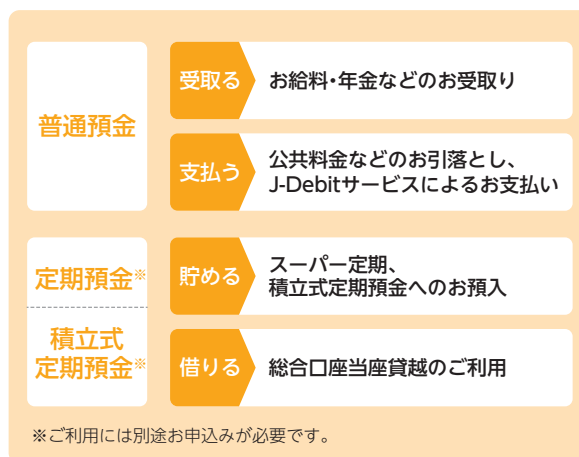 普通預金
受取る
お給料・年金などのお受取り
支払う
公共料金などのお引落とし、
J-Debitサービスによるお支払い
定期預金※
積立式
定期預金※
貯める
スーパー定期、
積立式定期預金へのお預入
借りる
総合口座当座貸越のご利用
※ご利用には別途お申込みが必要です。